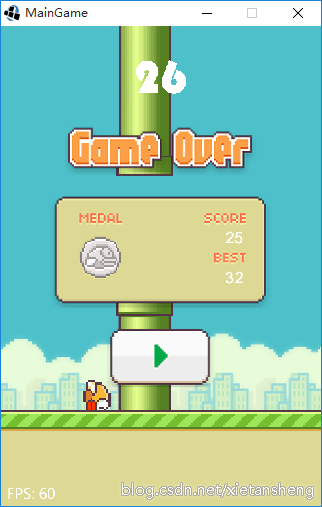 MainGame
26
Game Over
MEDAL SCORE
25
BEST
32
FPS: 60
blog.csdn.net/xietansheng